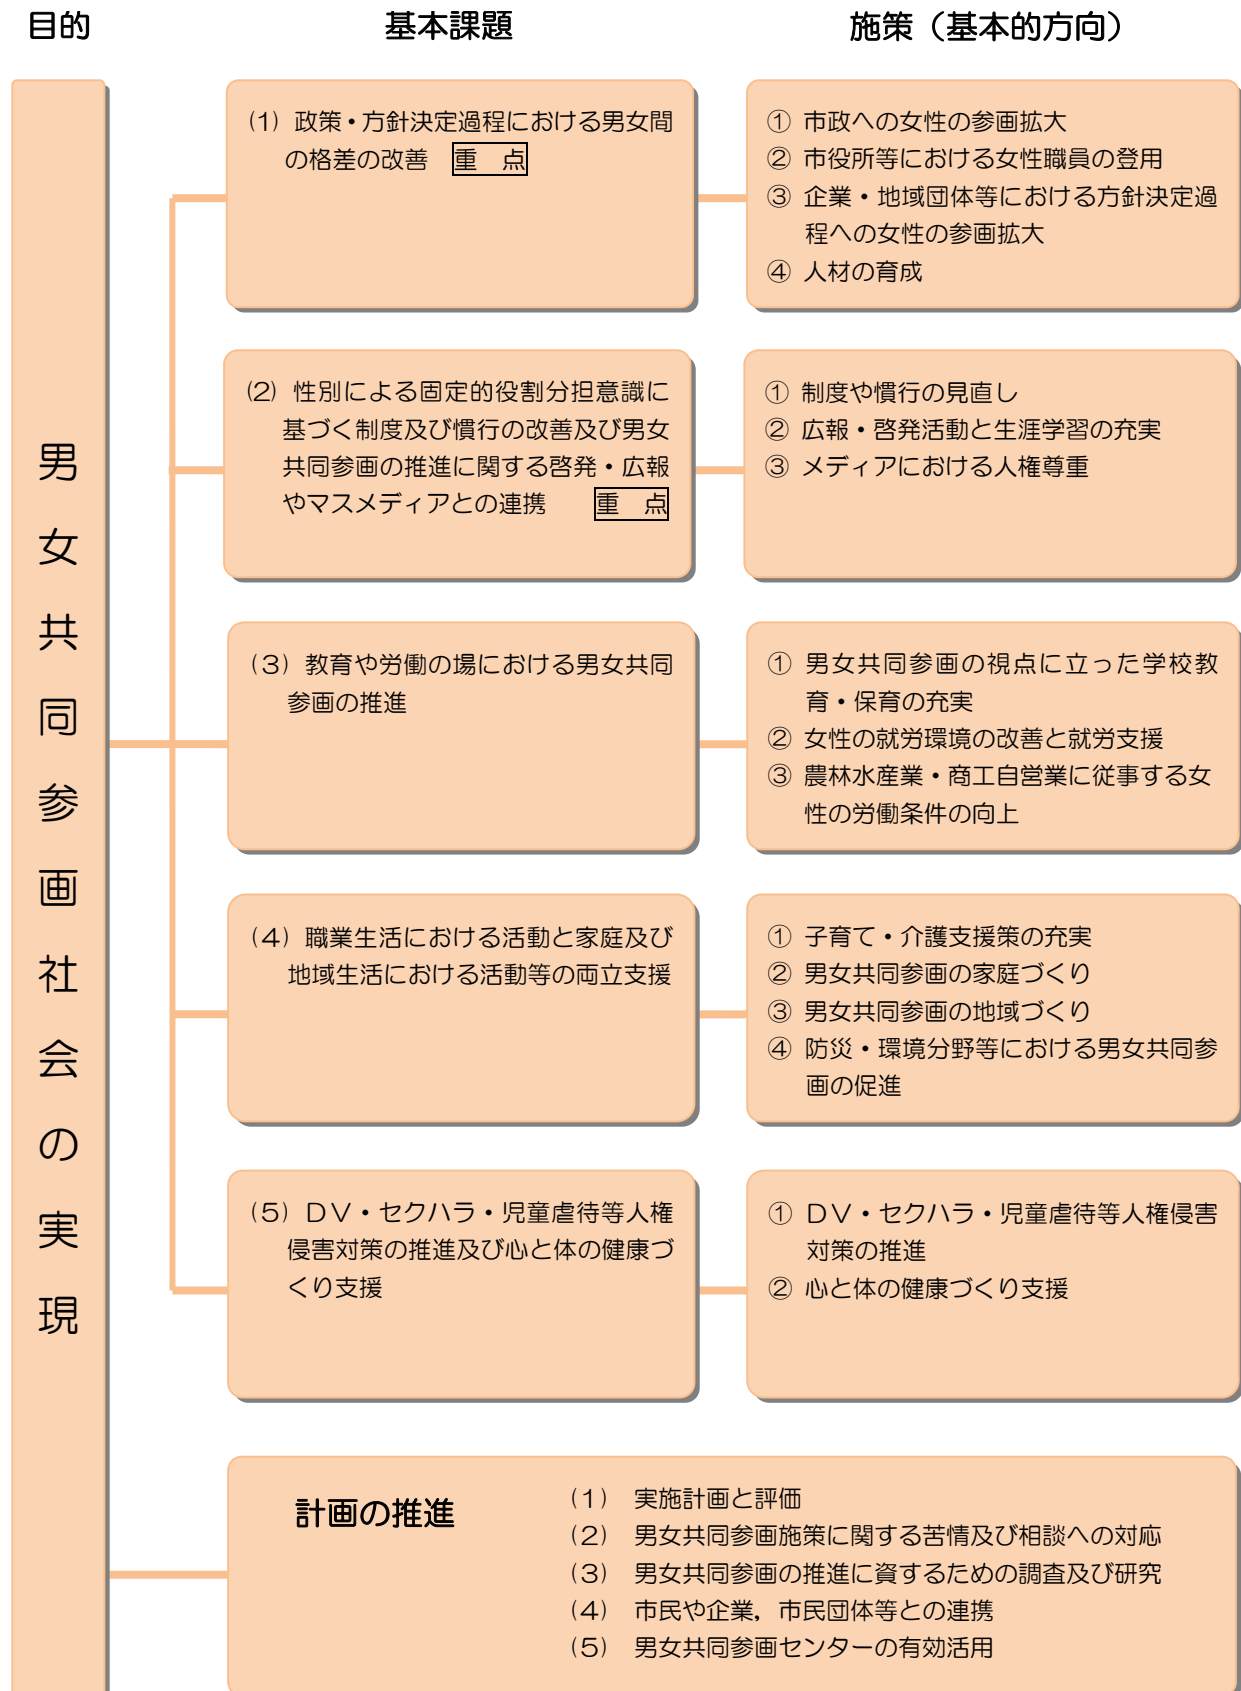 目的
基本課題
施策（基本的方向）
男女共同参画社会の実現
(1) 政策・方針決定過程における男女間
の格差の改善 重　点
① 市政への女性の参画拡大
② 市役所等における女性職員の登用
③ 企業・地域団体等における方針決定過
程への女性の参画拡大
④ 人材の育成
(2) 性別による固定的役割分担意識に
基づく制度及び慣行の改善及び男女
共同参画の推進に関する啓発・広報
やマスメディアとの連携 重　点
① 制度や慣行の見直し
② 広報・啓発活動と生涯学習の充実
③ メディアにおける人権尊重
(3) 教育や労働の場における男女共同
参画の推進
① 男女共同参画の視点に立った学校教
育・保育の充実
② 女性の就労環境の改善と就労支援
③ 農林水産業・商工自営業に従事する女
性の労働条件の向上
(4) 職業生活における活動と家庭及び
地域生活における活動等の両立支援
① 子育て・介護支援策の充実
② 男女共同参画の家庭づくり
③ 男女共同参画の地域づくり
④ 防災・環境分野等における男女共同参
画の促進
(5) ＤＶ・セクハラ・児童虐待等人権
侵害対策の推進及び心と体の健康づ
くり支援
① ＤＶ・セクハラ・児童虐待等人権侵害
対策の推進
② 心と体の健康づくり支援
計画の推進
(1) 実施計画と評価
(2) 男女共同参画施策に関する苦情及び相談への対応
(3) 男女共同参画の推進に資するための調査及び研究
(4) 市民や企業，市民団体等との連携
(5) 男女共同参画センターの有効活用